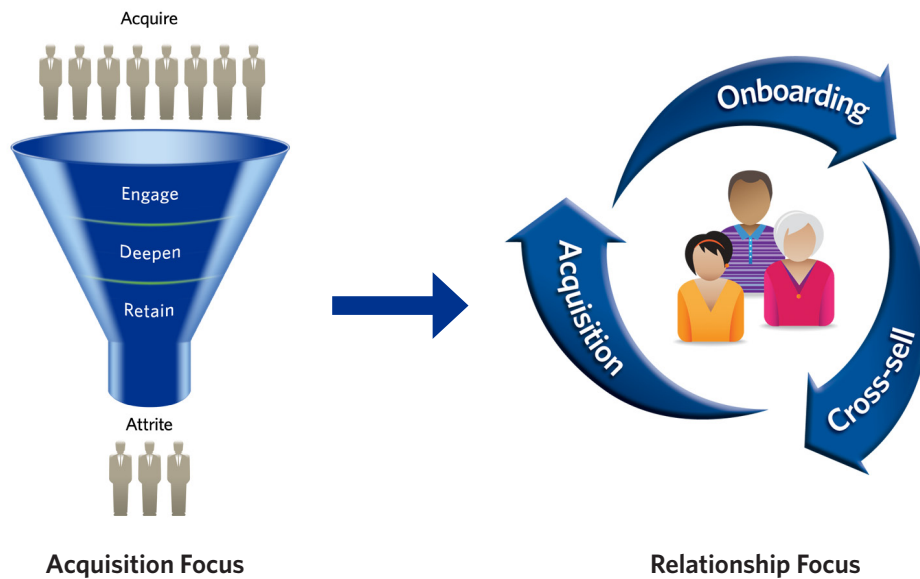 Acquire
Engage
Deepen
Retain
Attrite
Acquisition Focus
Onboarding
Acquisition
Cross-sell
Relationship Focus